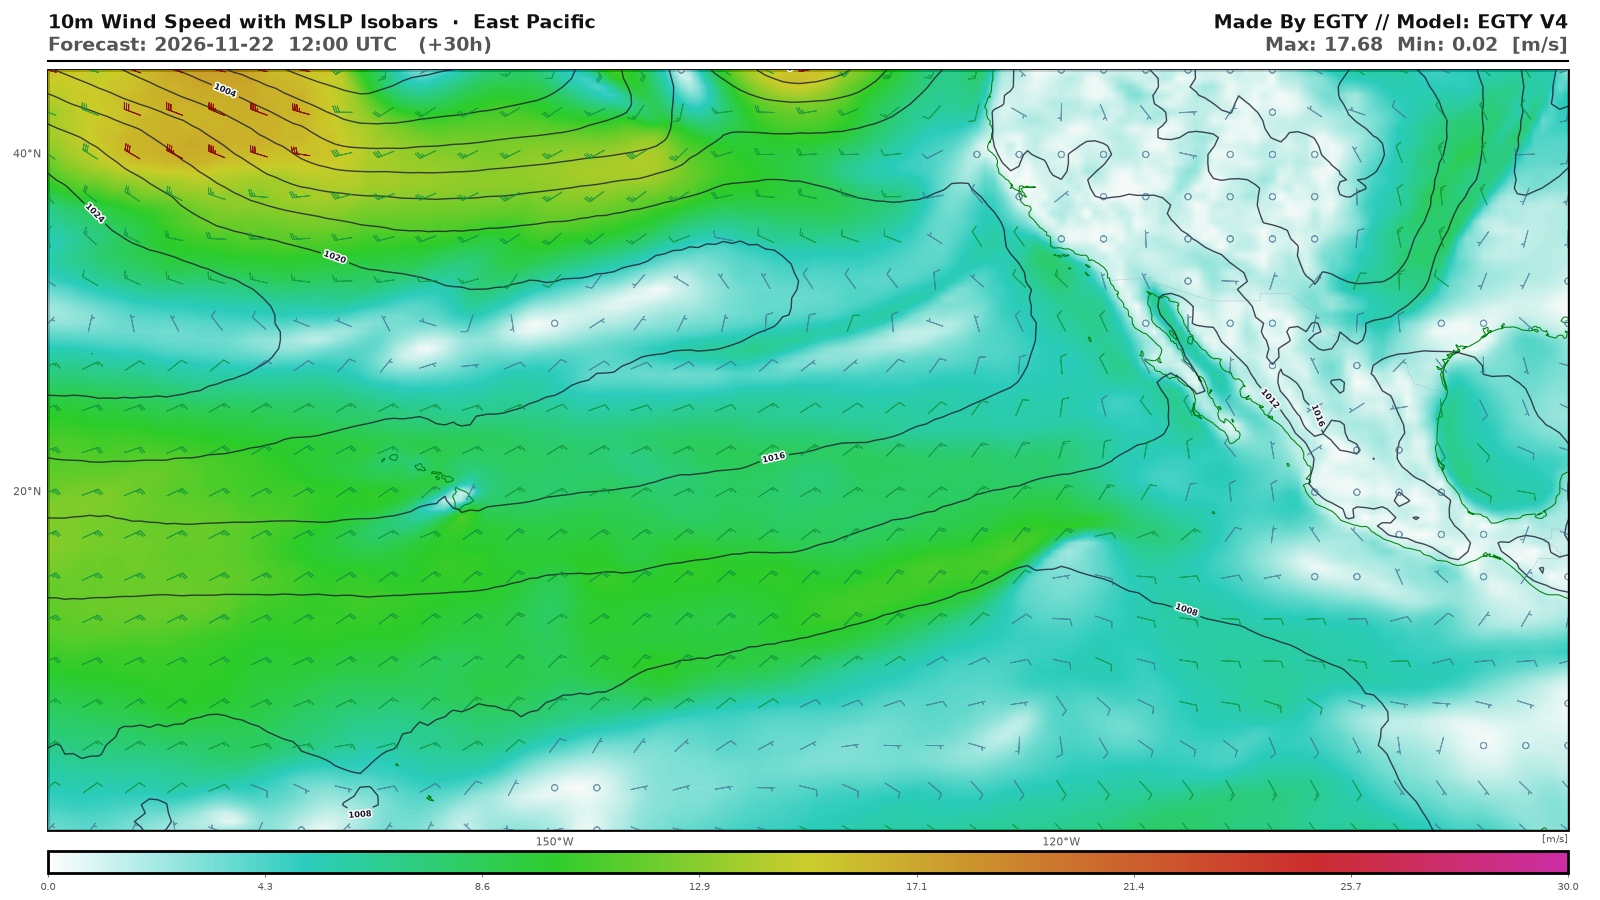 10m Wind Speed with MSLP Isobars · East Pacific
Made By EGTY // Model: EGTY V4
Forecast: 2026-11-22 12:00 UTC (+30h)
Max: 17.68 Min: 0.02 [m/s]
1004
40°N
1024
1020
1012
1016
1016
20°N
1008
1008
150°W
120°W
[m/s]
0.0
4.3
8.6
12.9
17.1
21.4
25.7
30.0